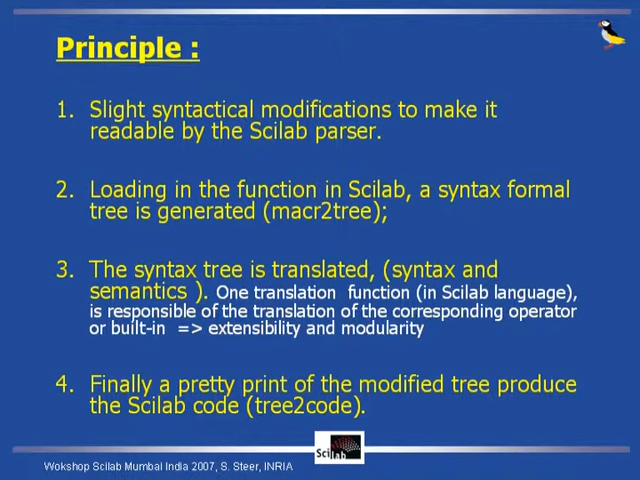 Principle :
1. Slight syntactical modifications to make it
readable by the Scilab parser.
2. Loading in the function in Scilab, a syntax formal
tree is generated (macr2tree);
3. The syntax tree is translated, (syntax and
semantics ). One translation function (in Scilab language),
is responsible of the translation of the corresponding operator
or built-in => extensibility and modularity
4. Finally a pretty print of the modified tree produce
the Scilab code (tree2code).
Scilab
Wokshop Scilab Mumbai India 2007, S. Steer, INRIA